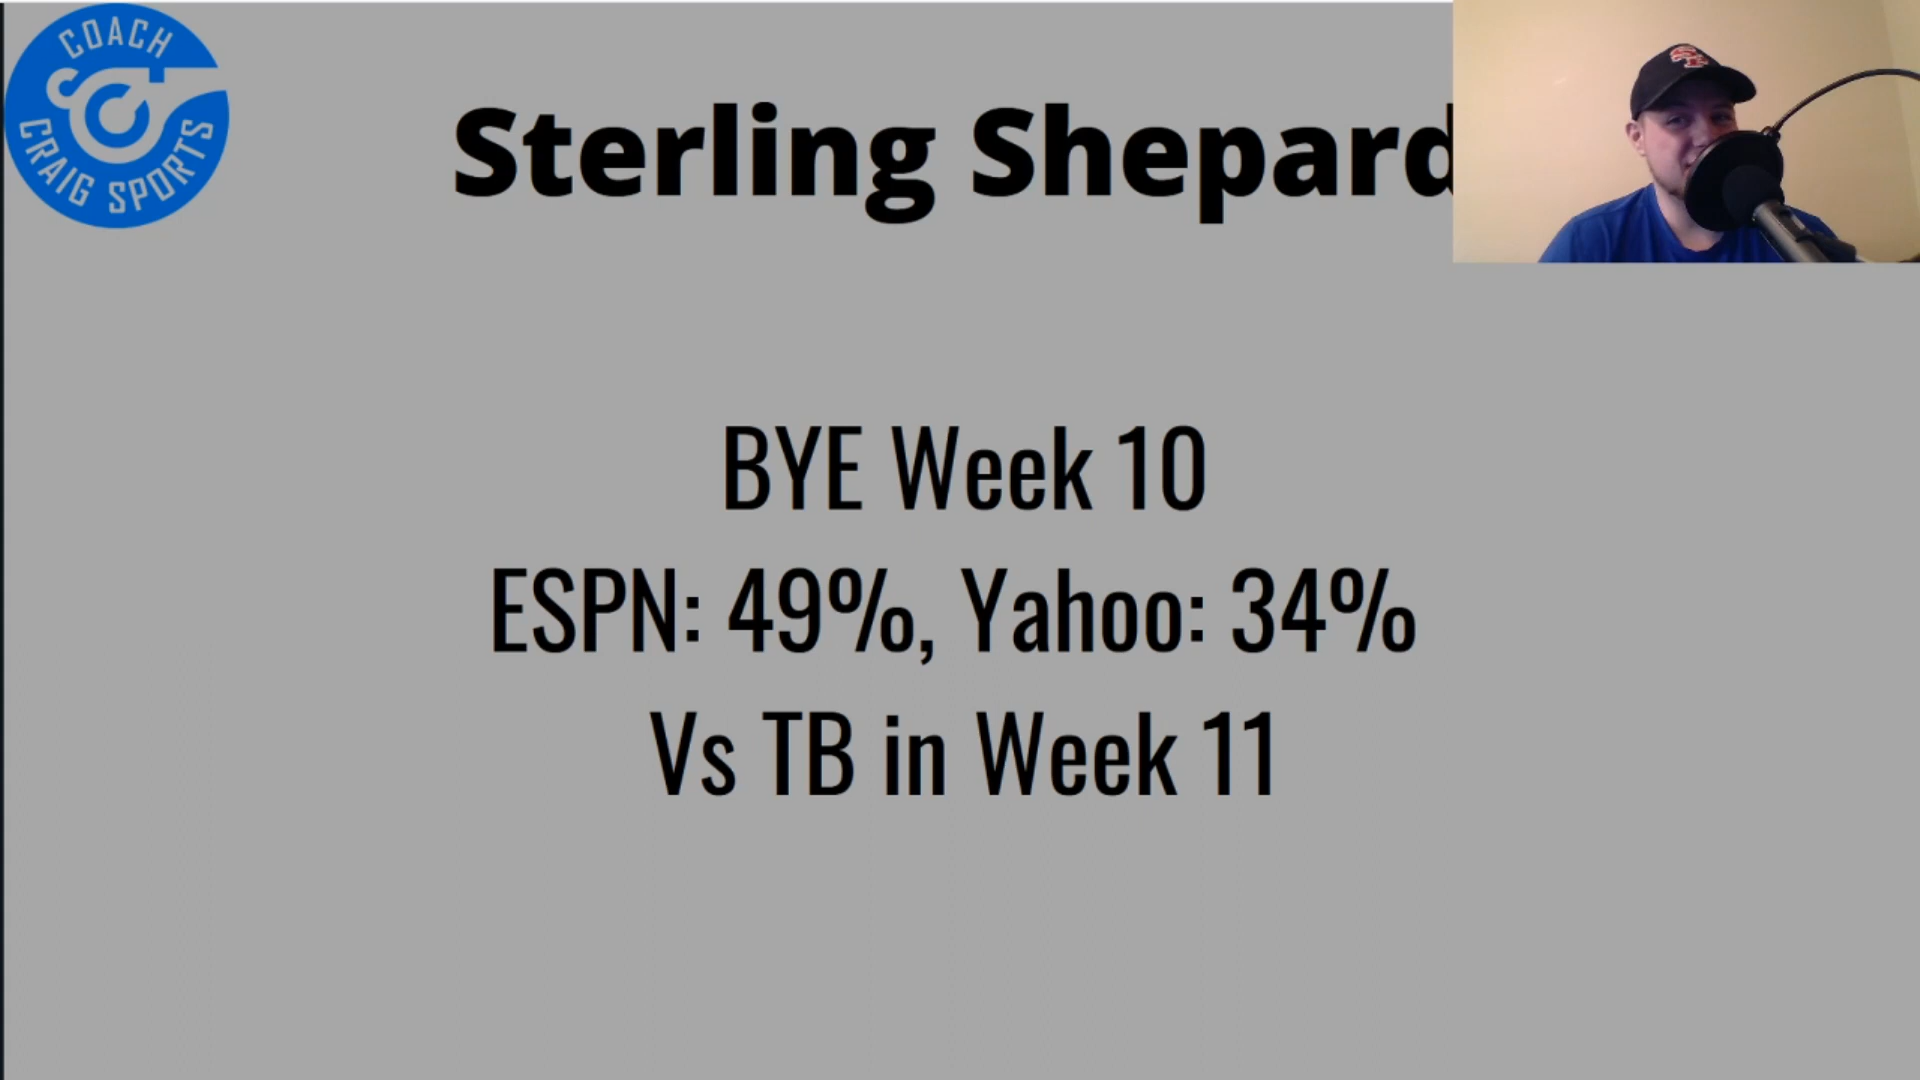 COACH
CRAIG SPORTS
Sterling Shepard
BYE Week 10
ESPN: 49%, Yahoo: 34%
Vs TB in Week 11